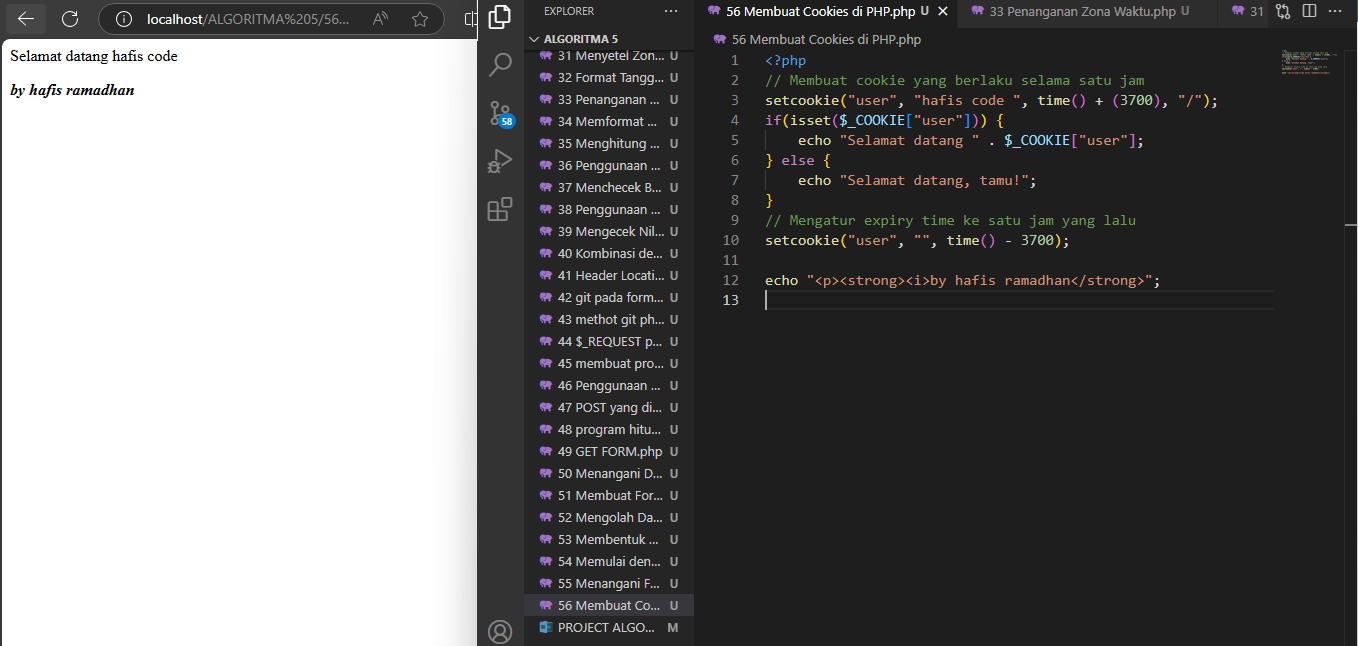 localhost/ALGORITMA%205/56...
Selamat datang hafis code
by hafis ramadhan
58
EXPLORER
ALGORITMA 5
31 Menyetel Zon... U
32 Format Tangg... U
33 Penanganan ... U
34 Memformat ... U
35 Menghitung ... U
36 Penggunaan ... U
37 Menchecek B... U
38 Penggunaan ... U
39 Mengecek Nil... U
40 Kombinasi de... U
41 Header Locati... U
42 git pada form... U
43 methot git ph... U
44 $_REQUEST p... U
45 membuat pro... U
46 Penggunaan ... U
47 POST yang di... U
48 program hitu... U
49 GET FORM.php U
50 Menangani D... U
51 Membuat For... U
52 Mengolah Da... U
53 Membentuk ... U
54 Memulai den... U
55 Menangani F... U
56 Membuat Co... U
PROJECT ALGO... M
56 Membuat Cookies di PHP.php U
33 Penanganan Zona Waktu.php U
31
56 Membuat Cookies di PHP.php
1 <?php
2 // Membuat cookie yang berlaku selama satu jam
3 setcookie("user", "hafis code ", time() + (3700), "/");
4 if(isset($_COOKIE["user"])) {
5     echo "Selamat datang " . $_COOKIE["user"];
6 } else {
7     echo "Selamat datang, tamu!";
8 }
9 // Mengatur expiry time ke satu jam yang lalu
10 setcookie("user", "", time() - 3700);
11
12 echo "<p><strong><i>by hafis ramadhan</strong>";
13